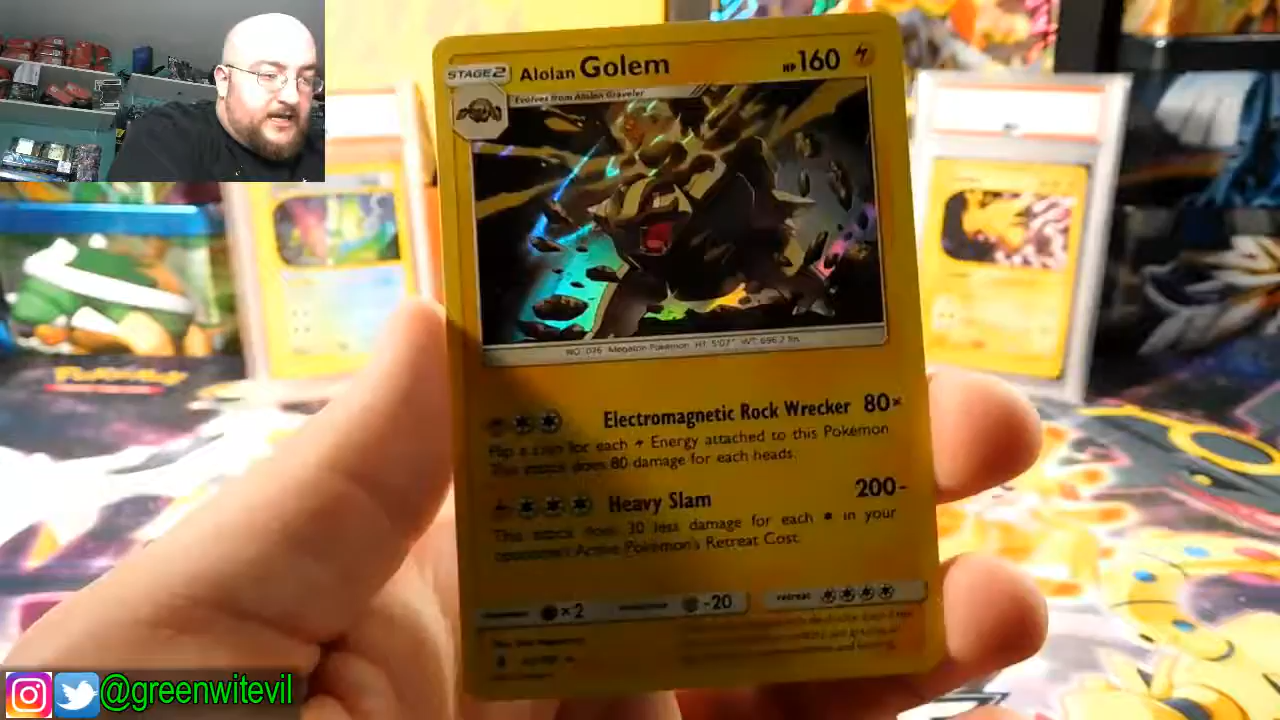 STAGE2 Alolan Golem HP 160
Evolves from Alolan Graveler
NO. 076 Megaton Pokémon HT: 5'07" WT: 696.7 lbs.
Electromagnetic Rock Wrecker 80×
Flip a coin for each Energy attached to this Pokémon
This attack does 80 damage for each heads.
Heavy Slam 200-
This attack does 30 less damage for each in your
opponent's Active Pokémon's Retreat Cost.
×2 -20 retreat
POKÉMON
@greenwitevil